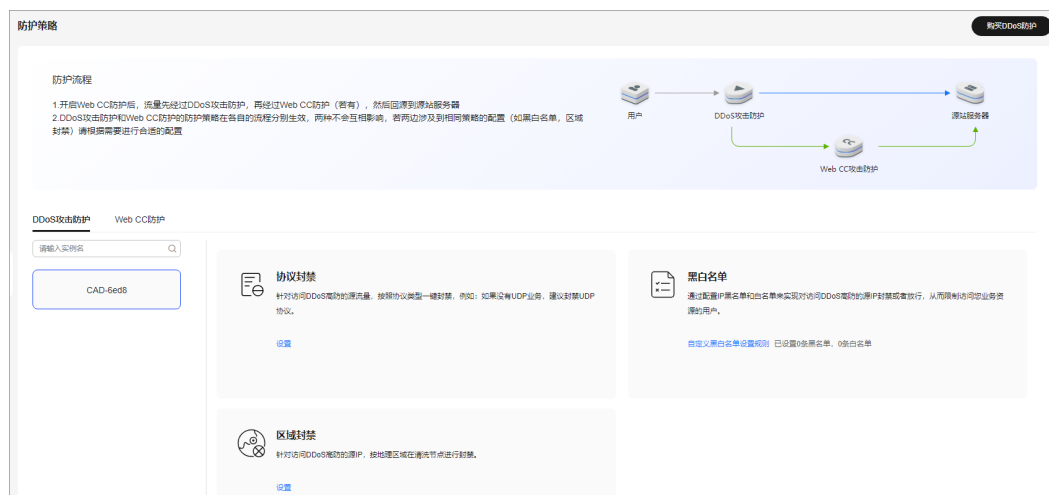 防护策略
购买DDoS防护
防护流程
1.开启Web CC防护后，流量先经过DDoS攻击防护，再经过Web CC防护（若有），然后回源到源站服务器
2.DDoS攻击防护和Web CC防护的防护策略在各自的流程分别生效，两种不会互相影响，若两边涉及到相同策略的配置（如黑白名单，区域
封禁）请根据需要进行合适的配置
用户
DDoS攻击防护
源站服务器
CC
Web CC攻击防护
DDoS攻击防护
Web CC防护
请输入实例名
CAD-6ed8
协议封禁
针对访问DDoS高防的源流量，按照协议类型一键封禁，例如：如果没有UDP业务，建议封禁UDP
协议。
设置
黑白名单
通过配置IP黑名单和白名单来实现对访问DDoS高防的源IP封禁或者放行，从而限制访问您业务资
源的用户。
自定义黑白名单设置规则 已设置0条黑名单，0条白名单
区域封禁
针对访问DDoS高防的源IP，按地理区域在清洗节点进行封禁。
设置